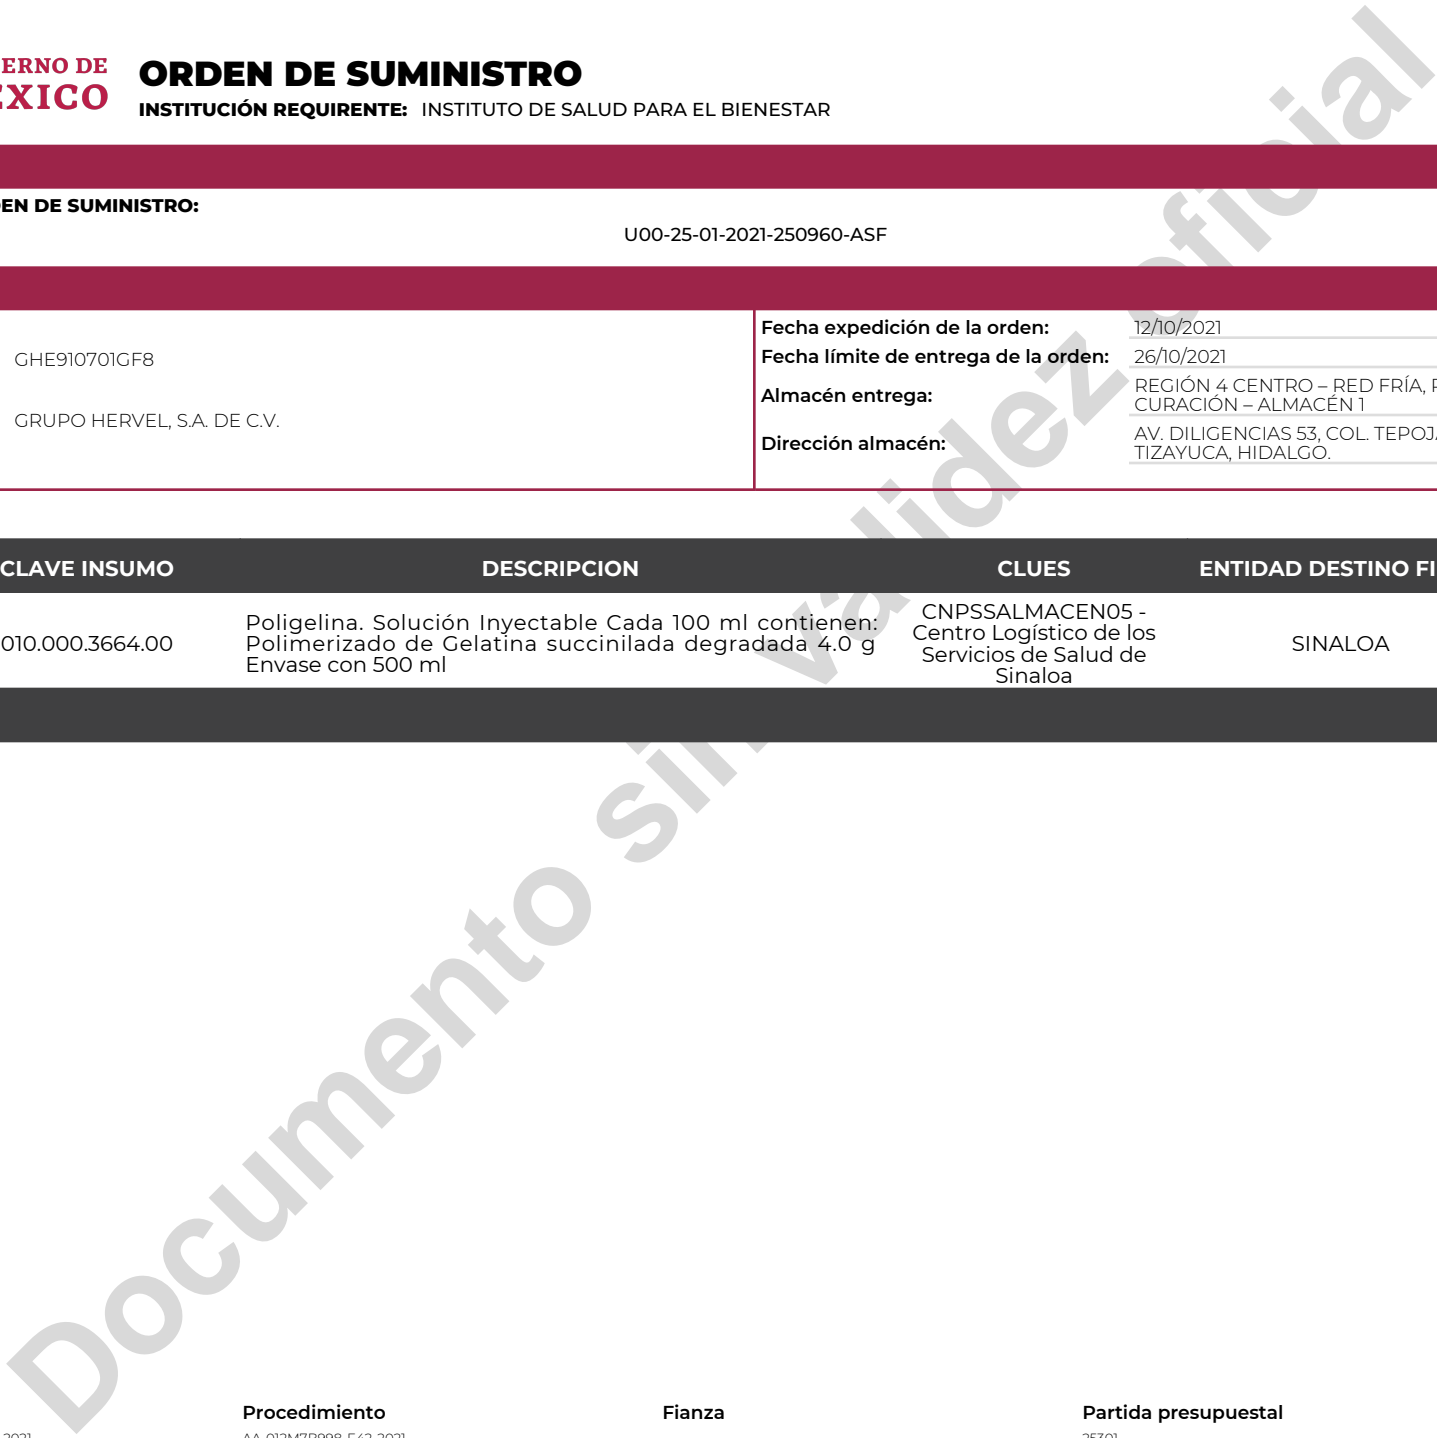 ERNO DE
ORDEN DE SUMINISTRO
INSTITUCIÓN REQUIRENTE: INSTITUTO DE SALUD PARA EL BIENESTAR
DE SUMINISTRO:
U00-25-01-2021-250960-ASF
GHE910701GF8
GRUPO HERVEL, S.A. DE C.V.
Fecha expedición de la orden: 12/10/2021
Fecha límite de entrega de la orden: 26/10/2021
Almacén entrega: REGIÓN 4 CENTRO – RED FRÍA,
CURACIÓN – ALMACÉN 1
Dirección almacén: AV. DILIGENCIAS 53, COL.
TIZAYUCA, HIDALGO.
CLAVE INSUMO DESCRIPCION CLUES ENTIDAD DESTINO
010.000.3664.00
Poligelina. Solución Inyectable Cada 100 ml contienen:
Polimerizado de Gelatina succinilada degradada 4.0 g
Envase con 500 ml
CNPSSALMACEN05 -
Centro Logístico de los
Servicios de Salud de
Sinaloa
SINALOA
Procedimiento Fianza Partida presupuestal
Documento sin validez oficial